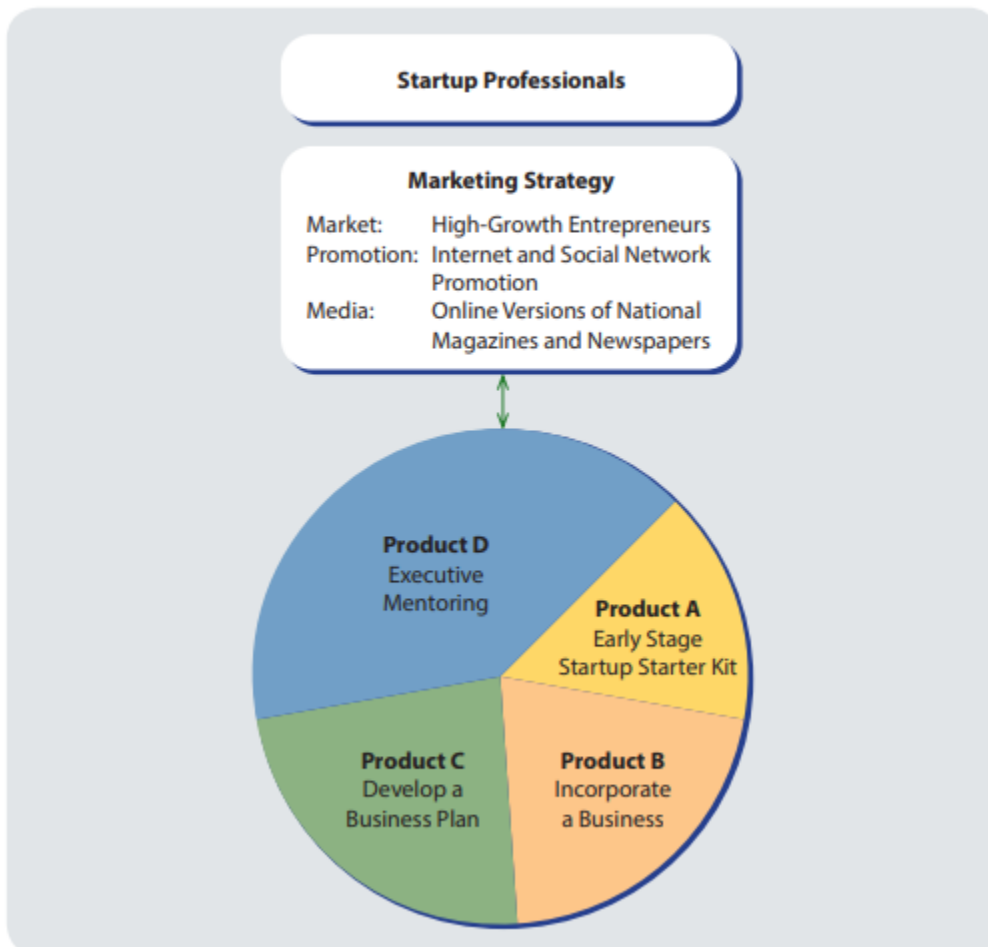 Startup Professionals
Marketing Strategy
Market: High-Growth Entrepreneurs
Promotion: Internet and Social Network
Promotion
Media: Online Versions of National
Magazines and Newspapers
Product D
Executive
Mentoring
Product A
Early Stage
Startup Starter Kit
Product C
Develop a
Business Plan
Product B
Incorporate
a Business